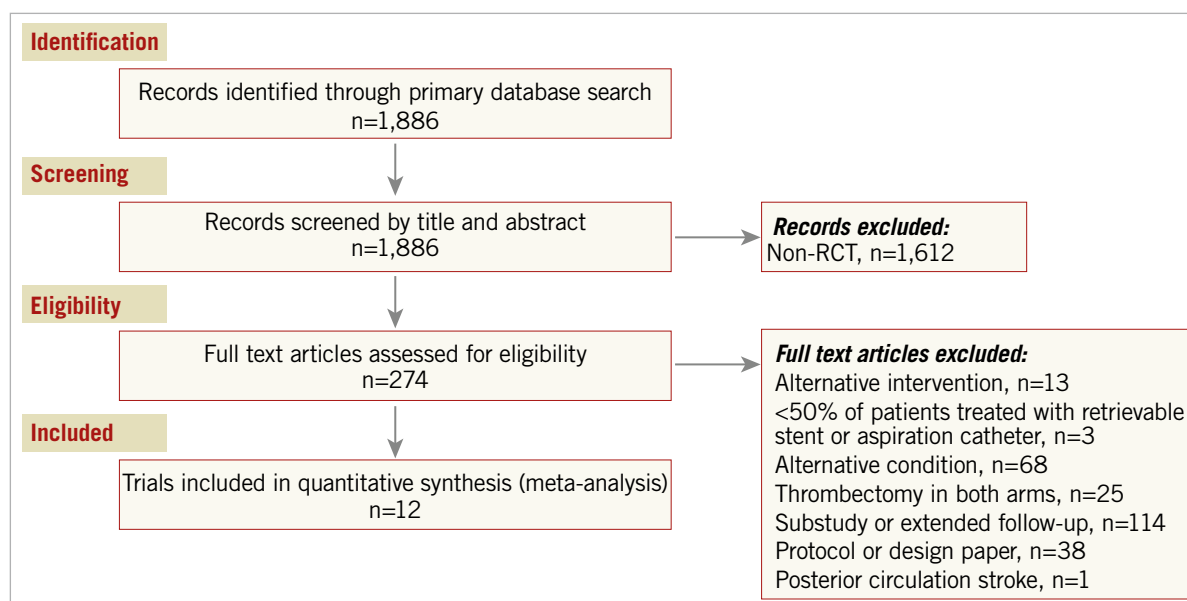 Identification
Records identified through primary database search
n=1,886
Screening
Records screened by title and abstract
n=1,886
Records excluded:
Non-RCT, n=1,612
Eligibility
Full text articles assessed for eligibility
n=274
Full text articles excluded:
Alternative intervention, n=13
<50% of patients treated with retrievable
stent or aspiration catheter, n=3
Alternative condition, n=68
Thrombectomy in both arms, n=25
Substudy or extended follow-up, n=114
Protocol or design paper, n=38
Posterior circulation stroke, n=1
Included
Trials included in quantitative synthesis (meta-analysis)
n=12